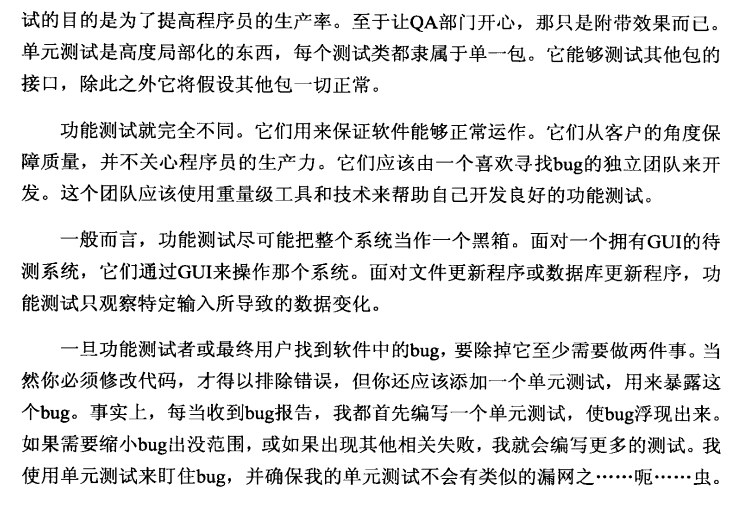 试的目的是为了提高程序员的生产率。至于让QA部门开心，那只是附带效果而已。
单元测试是高度局部化的东西，每个测试类都隶属于单一包。它能够测试其他包的
接口，除此之外它将假设其他包一切正常。
功能测试就完全不同。它们用来保证软件能够正常运作。它们从客户的角度保
障质量，并不关心程序员的生产力。它们应该由一个喜欢寻找bug的独立团队来开
发。这个团队应该使用重量级工具和技术来帮助自己开发良好的功能测试。
一般而言，功能测试尽可能把整个系统当作一个黑箱。面对一个拥有GUI的待
测系统，它们通过GUI来操作那个系统。面对文件更新程序或数据库更新程序，功
能测试只观察特定输入所导致的数据变化。
一旦功能测试者或最终用户找到软件中的bug，要除掉它至少需要做两件事。当
然你必须修改代码，才得以排除错误，但你还应该添加一个单元测试，用来暴露这
个bug。事实上，每当收到bug报告，我都首先编写一个单元测试，使bug浮现出来。
如果需要缩小bug出没范围，或如果出现其他相关失败，我就会编写更多的测试。我
使用单元测试来盯住bug，并确保我的单元测试不会有类似的漏网之……呃……虫。